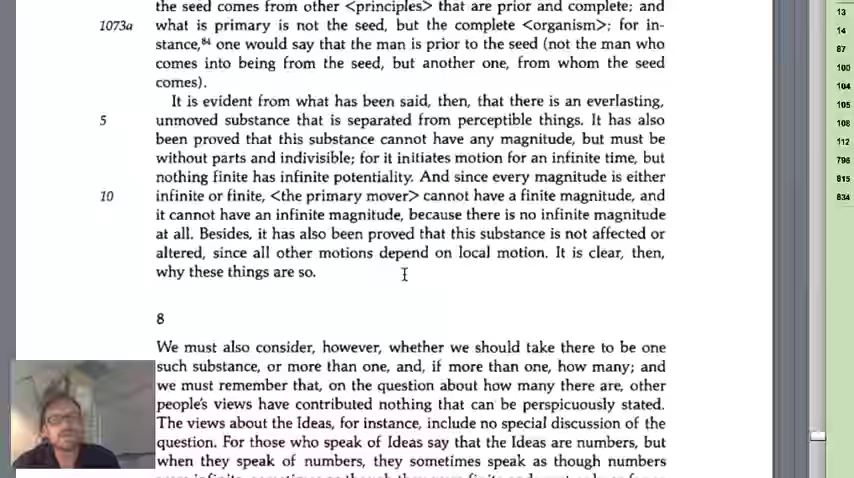 the seed comes from other <principles> that are prior and complete; and
1073a what is primary is not the seed, but the complete <organism>; for in-
stance,⁸⁴ one would say that the man is prior to the seed (not the man who
comes into being from the seed, but another one, from whom the seed
comes).
It is evident from what has been said, then, that there is an everlasting,
5 unmoved substance that is separated from perceptible things. It has also
been proved that this substance cannot have any magnitude, but must be
without parts and indivisible; for it initiates motion for an infinite time, but
nothing finite has infinite potentiality. And since every magnitude is either
10 infinite or finite, <the primary mover> cannot have a finite magnitude, and
it cannot have an infinite magnitude, because there is no infinite magnitude
at all. Besides, it has also been proved that this substance is not affected or
altered, since all other motions depend on local motion. It is clear, then,
why these things are so.
8
We must also consider, however, whether we should take there to be one
such substance, or more than one, and, if more than one, how many; and
we must remember that, on the question about how many there are, other
people's views have contributed nothing that can be perspicuously stated.
The views about the Ideas, for instance, include no special discussion of the
question. For those who speak of Ideas say that the Ideas are numbers, but
when they speak of numbers, they sometimes speak as though numbers
13
14
87
100
104
105
108
112
796
815
834